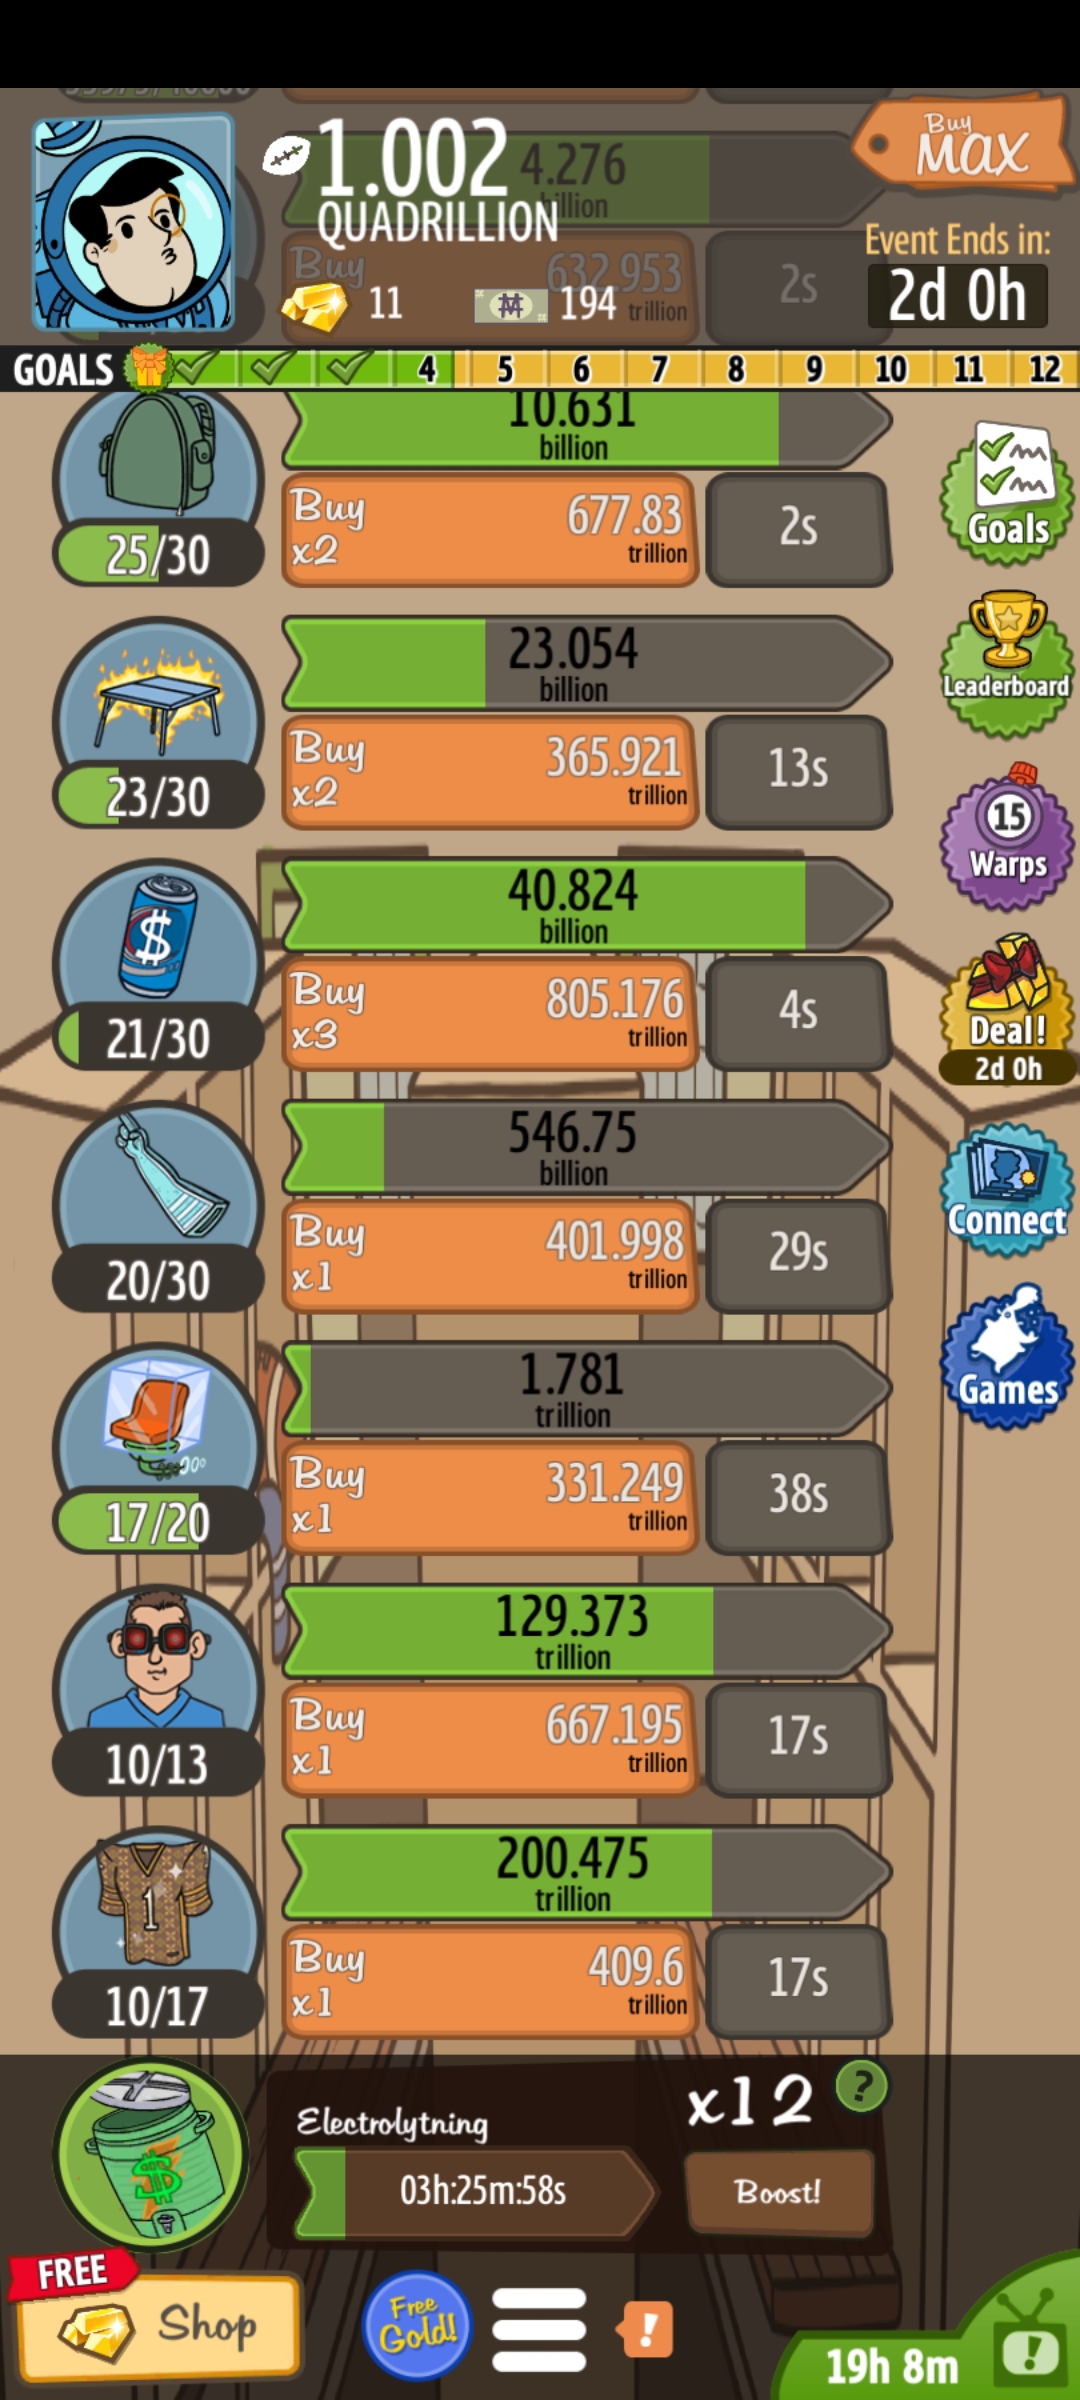 1.002
QUADRILLION
4.276
billion
Buy
MAX
Event Ends in:
2d 0h
Buy
632.953
trillion
2s
11
194
GOALS
4
5
6
7
8
9
10
11
12
10.631
billion
Buy
x2
677.83
trillion
2s
25/30
Goals
23.054
billion
Buy
x2
365.921
trillion
13s
23/30
Leaderboard
40.824
billion
Buy
x3
805.176
trillion
4s
$
21/30
15
Warps
Deal!
2d 0h
546.75
billion
Buy
x1
401.998
trillion
29s
20/30
Connect
1.781
trillion
Buy
x1
331.249
trillion
38s
17/20
Games
129.373
trillion
Buy
x1
667.195
trillion
17s
10/13
200.475
trillion
Buy
x1
409.6
trillion
17s
1
10/17
Electrolytning
x12
?
$
03h:25m:58s
Boost!
FREE
Shop
Free
Gold!
!
19h 8m
!